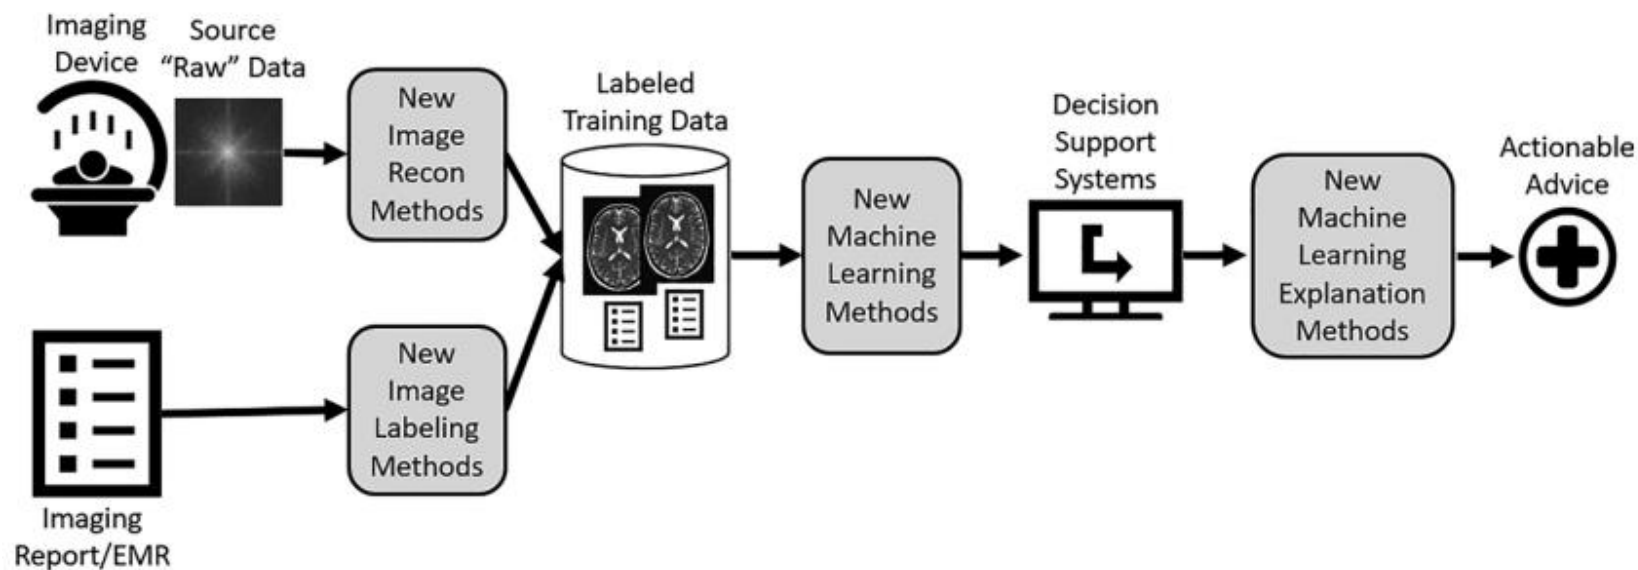 Imaging
Device
Source
“Raw” Data
New
Image
Recon
Methods
Labeled
Training Data
New
Machine
Learning
Methods
Decision
Support
Systems
New
Machine
Learning
Explanation
Methods
Actionable
Advice
New
Image
Labeling
Methods
Imaging
Report/EMR